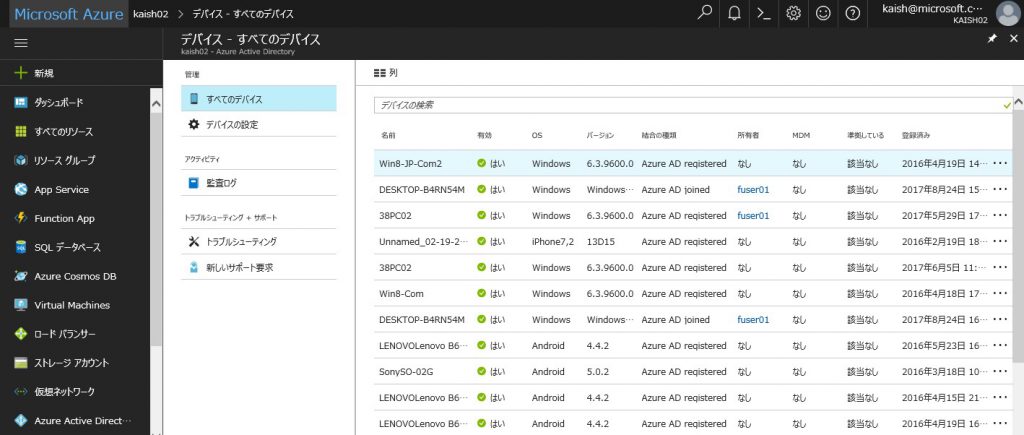 Microsoft Azure kaish02 > デバイス - すべてのデバイス
kaish@microsoft.c…
KAISH02
デバイス - すべてのデバイス
kaish02 - Azure Active Directory
新規
ダッシュボード
すべてのリソース
リソース グループ
App Service
Function App
SQL データベース
Azure Cosmos DB
Virtual Machines
ロード バランサー
ストレージ アカウント
仮想ネットワーク
Azure Active Direct…
管理
すべてのデバイス
デバイスの設定
アクティビティ
監査ログ
トラブルシューティング + サポート
トラブルシューティング
新しいサポート要求
列
デバイスの検索
名前 有効 OS バージョン 結合の種類 所有者 MDM 準拠している 登録済み
Win8-JP-Com2 はい Windows 6.3.9600.0 Azure AD registered なし なし 該当なし 2016年4月19日 14…
DESKTOP-B4RN54M はい Windows Windows… Azure AD joined fuser01 なし 該当なし 2017年8月24日 15…
38PC02 はい Windows 6.3.9600.0 Azure AD registered fuser01 なし 該当なし 2017年5月29日 17…
Unnamed_02-19-2… はい iPhone7,2 13D15 Azure AD registered なし なし 該当なし 2016年2月19日 18…
38PC02 はい Windows 6.3.9600.0 Azure AD registered なし なし 該当なし 2017年6月5日 11:…
Win8-Com はい Windows 6.3.9600.0 Azure AD registered なし なし 該当なし 2016年4月18日 17…
DESKTOP-B4RN54M はい Windows Windows… Azure AD joined fuser01 なし 該当なし 2017年8月24日 16…
LENOVOLenovo B6… はい Android 4.4.2 Azure AD registered なし なし 該当なし 2016年5月23日 16…
SonySO-02G はい Android 5.0.2 Azure AD registered なし なし 該当なし 2016年3月18日 10…
LENOVOLenovo B6… はい Android 4.4.2 Azure AD registered なし なし 該当なし 2016年4月15日 21…
LENOVOLenovo B6… はい Android 4.4.2 Azure AD registered なし なし 該当なし 2016年4月19日 16…